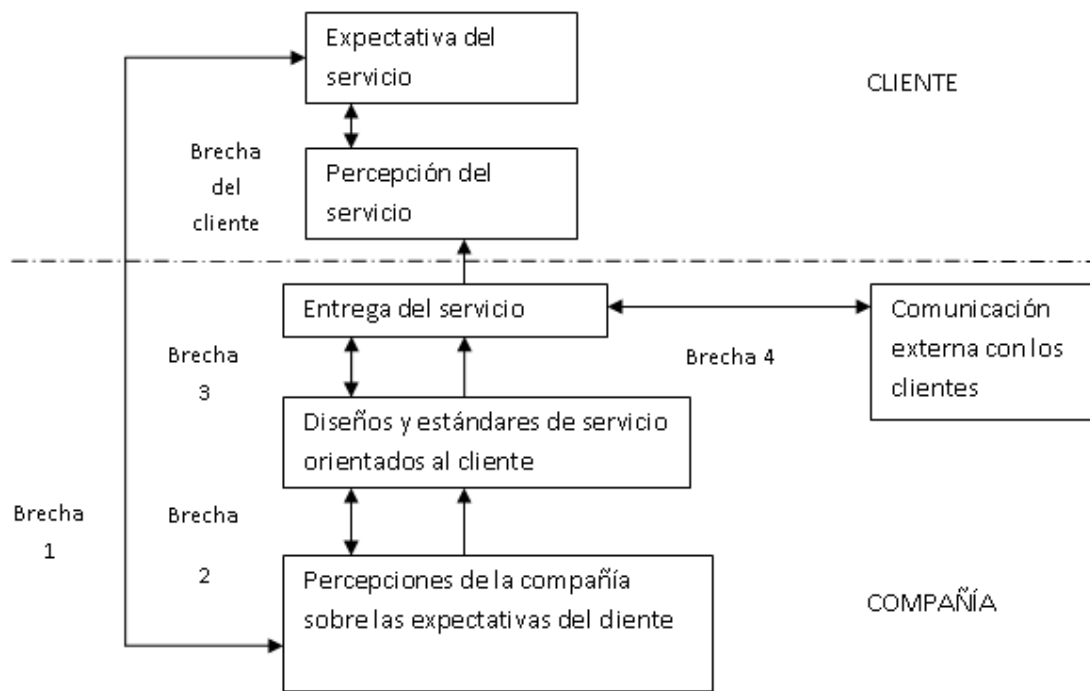 Expectativa del
servicio
CLIENTE
Brecha
del
cliente
Percepción del
servicio
Entrega del servicio
Comunicación
externa con los
clientes
Brecha 4
Brecha
3
Diseños y estándares de servicio
orientados al cliente
Brecha
1
Brecha
2
Percepciones de la compañía
sobre las expectativas del cliente
COMPAÑÍA